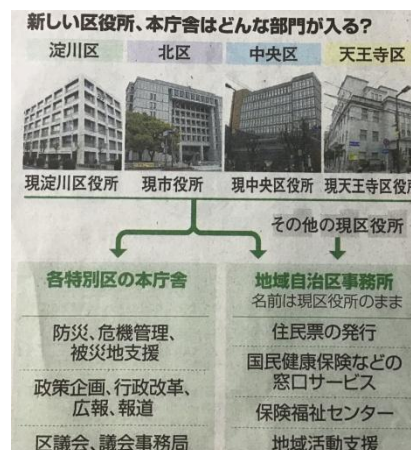 新しい区役所、本庁舎はどんな部門が入る?
淀川区
北区
中央区
天王寺区
現淀川区役所
現市役所
現中央区役所
現天王寺区役所
その他の現区役所
各特別区の本庁舎
防災、危機管理、
被災地支援
政策企画、行政改革、
広報、報道
区議会、議会事務局
地域自治区事務所
名前は現区役所のまま
住民票の発行
国民健康保険などの
窓口サービス
保険福祉センター
地域活動支援